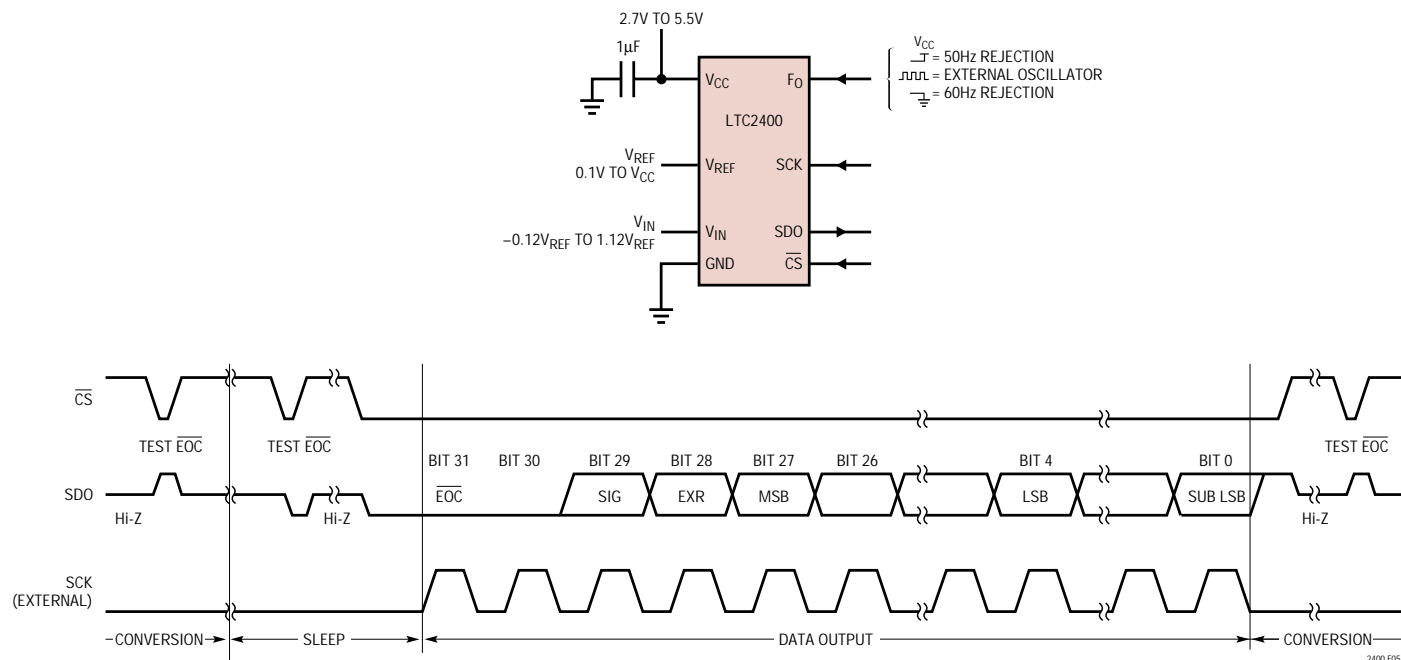 2.7V TO 5.5V
1µF
VCC
FO
LTC2400
VREF
SCK
VIN
SDO
GND
CS
VREF
0.1V TO VCC
VIN
–0.12VREF TO 1.12VREF
VCC
= 50Hz REJECTION
= EXTERNAL OSCILLATOR
= 60Hz REJECTION
CS
TEST EOC
TEST EOC
TEST EOC
BIT 31
BIT 30
BIT 29
BIT 28
BIT 27
BIT 26
BIT 4
BIT 0
SDO
EOC
SIG
EXR
MSB
LSB
SUB LSB
Hi-Z
Hi-Z
Hi-Z
SCK
(EXTERNAL)
CONVERSION
SLEEP
DATA OUTPUT
CONVERSION
2400 F05